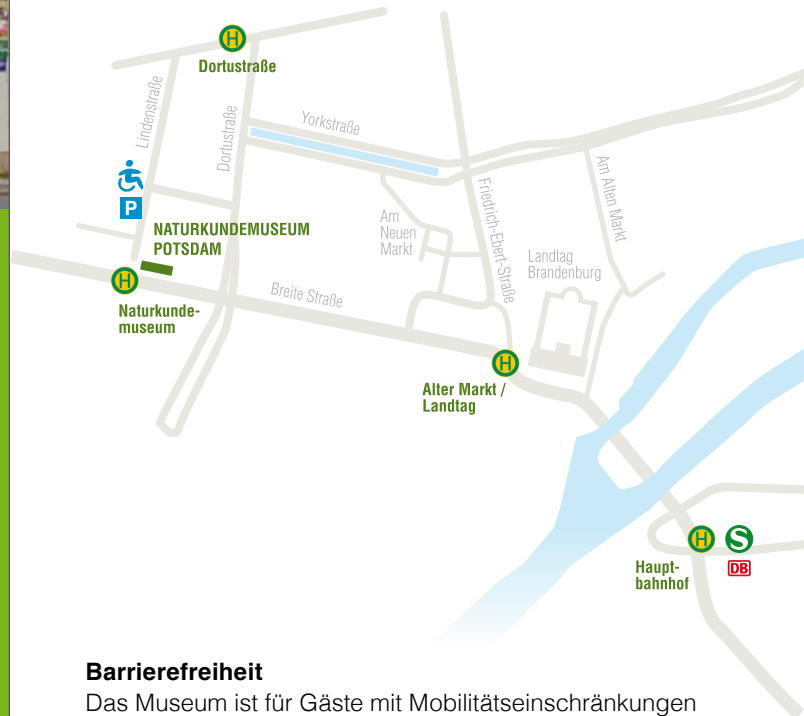 H
Dortustraße
Lindenstraße
Dortustraße
Yorkstraße
P
NATURKUNDEMUSEUM
POTSDAM
Am
Neuen
Markt
Friedrich-Ebert-Straße
Am Alten Markt
Landtag
Brandenburg
H
Naturkunde-
museum
Breite Straße
H
Alter Markt /
Landtag
H
S
DB
Haupt-
bahnhof
Barrierefreiheit
Das Museum ist für Gäste mit Mobilitätseinschränkungen